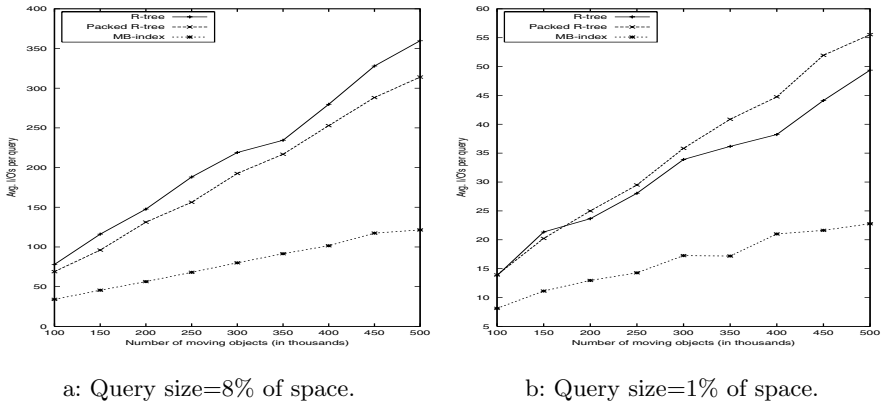 400
350
300
250
200
150
100
50
0
Avg. I/O's per query
R-tree
Packed R-tree
MB-index
100 150 200 250 300 350 400 450 500
Number of moving objects (in thousands)
a: Query size=8% of space.
60
55
50
45
40
35
30
25
20
15
10
5
Avg. I/O's per query
R-tree
Packed R-tree
MB-index
100 150 200 250 300 350 400 450 500
Number of moving objects (in thousands)
b: Query size=1% of space.